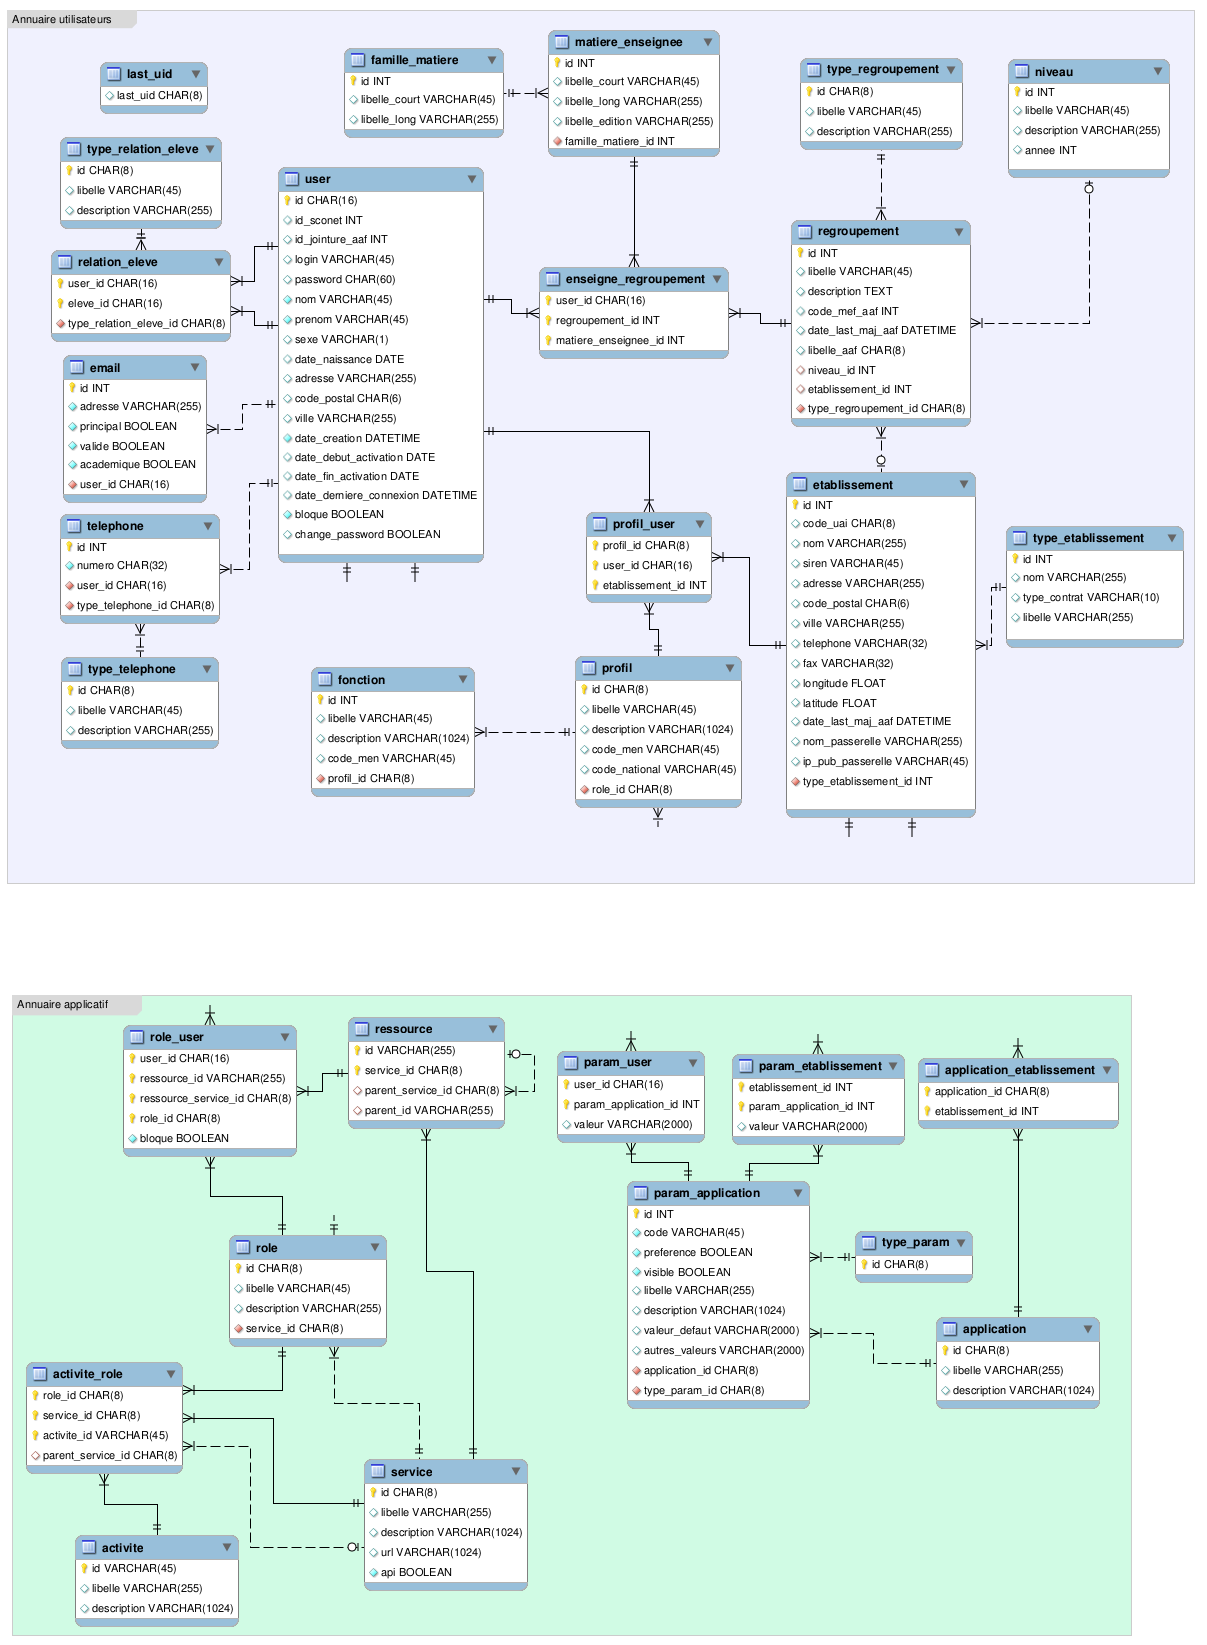 Annuaire utilisateurs
last_uid
last_uid CHAR(8)
famille_matiere
id INT
libelle_court VARCHAR(45)
libelle_long VARCHAR(255)
matiere_enseignee
id INT
libelle_court VARCHAR(45)
libelle_long VARCHAR(255)
libelle_edition VARCHAR(255)
famille_matiere_id INT
type_regroupement
id CHAR(8)
libelle VARCHAR(45)
description VARCHAR(255)
niveau
id INT
libelle VARCHAR(45)
description VARCHAR(255)
annee INT
type_relation_eleve
id CHAR(8)
libelle VARCHAR(45)
description VARCHAR(255)
relation_eleve
user_id CHAR(16)
eleve_id CHAR(16)
type_relation_eleve_id CHAR(8)
email
id INT
adresse VARCHAR(255)
principal BOOLEAN
valide BOOLEAN
academique BOOLEAN
user_id CHAR(16)
telephone
id INT
numero CHAR(32)
user_id CHAR(16)
type_telephone_id CHAR(8)
type_telephone
id CHAR(8)
libelle VARCHAR(45)
description VARCHAR(255)
user
id CHAR(16)
id_sconet INT
id_jointure_aaf INT
login VARCHAR(45)
password CHAR(60)
nom VARCHAR(45)
prenom VARCHAR(45)
sexe VARCHAR(1)
date_naissance DATE
adresse VARCHAR(255)
code_postal CHAR(6)
ville VARCHAR(255)
date_creation DATETIME
date_debut_activation DATE
date_fin_activation DATE
date_derniere_connexion DATETIME
bloque BOOLEAN
change_password BOOLEAN
enseigne_regroupement
user_id CHAR(16)
regroupement_id INT
matiere_enseignee_id INT
regroupement
id INT
libelle VARCHAR(45)
description TEXT
code_mef_aaf INT
date_last_maj_aaf DATETIME
libelle_aaf CHAR(8)
niveau_id INT
etablissement_id INT
type_regroupement_id CHAR(8)
profil_user
profil_id CHAR(8)
user_id CHAR(16)
etablissement_id INT
etablissement
id INT
code_uai CHAR(8)
nom VARCHAR(255)
siren VARCHAR(45)
adresse VARCHAR(255)
code_postal CHAR(6)
ville VARCHAR(255)
telephone VARCHAR(32)
fax VARCHAR(32)
longitude FLOAT
latitude FLOAT
date_last_maj_aaf DATETIME
nom_passerelle VARCHAR(255)
ip_pub_passerelle VARCHAR(45)
type_etablissement_id INT
type_etablissement
id INT
nom VARCHAR(255)
type_contrat VARCHAR(10)
libelle VARCHAR(255)
fonction
id INT
libelle VARCHAR(45)
description VARCHAR(1024)
code_men VARCHAR(45)
profil_id CHAR(8)
profil
id CHAR(8)
libelle VARCHAR(45)
description VARCHAR(1024)
code_men VARCHAR(45)
code_national VARCHAR(45)
role_id CHAR(8)
Annuaire applicatif
role_user
user_id CHAR(16)
ressource_id VARCHAR(255)
ressource_service_id CHAR(8)
role_id CHAR(8)
bloque BOOLEAN
ressource
id VARCHAR(255)
service_id CHAR(8)
parent_service_id CHAR(8)
parent_id VARCHAR(255)
param_user
user_id CHAR(16)
param_application_id INT
valeur VARCHAR(2000)
param_etablissement
etablissement_id INT
param_application_id INT
valeur VARCHAR(2000)
application_etablissement
application_id CHAR(8)
etablissement_id INT
param_application
id INT
code VARCHAR(45)
preference BOOLEAN
visible BOOLEAN
libelle VARCHAR(255)
description VARCHAR(1024)
valeur_defaut VARCHAR(2000)
autres_valeurs VARCHAR(2000)
application_id CHAR(8)
type_param_id CHAR(8)
type_param
id CHAR(8)
application
id CHAR(8)
libelle VARCHAR(255)
description VARCHAR(1024)
role
id CHAR(8)
libelle VARCHAR(45)
description VARCHAR(255)
service_id CHAR(8)
activite_role
role_id CHAR(8)
service_id CHAR(8)
activite_id VARCHAR(45)
parent_service_id CHAR(8)
service
id CHAR(8)
libelle VARCHAR(255)
description VARCHAR(1024)
url VARCHAR(1024)
api BOOLEAN
activite
id VARCHAR(45)
libelle VARCHAR(255)
description VARCHAR(1024)